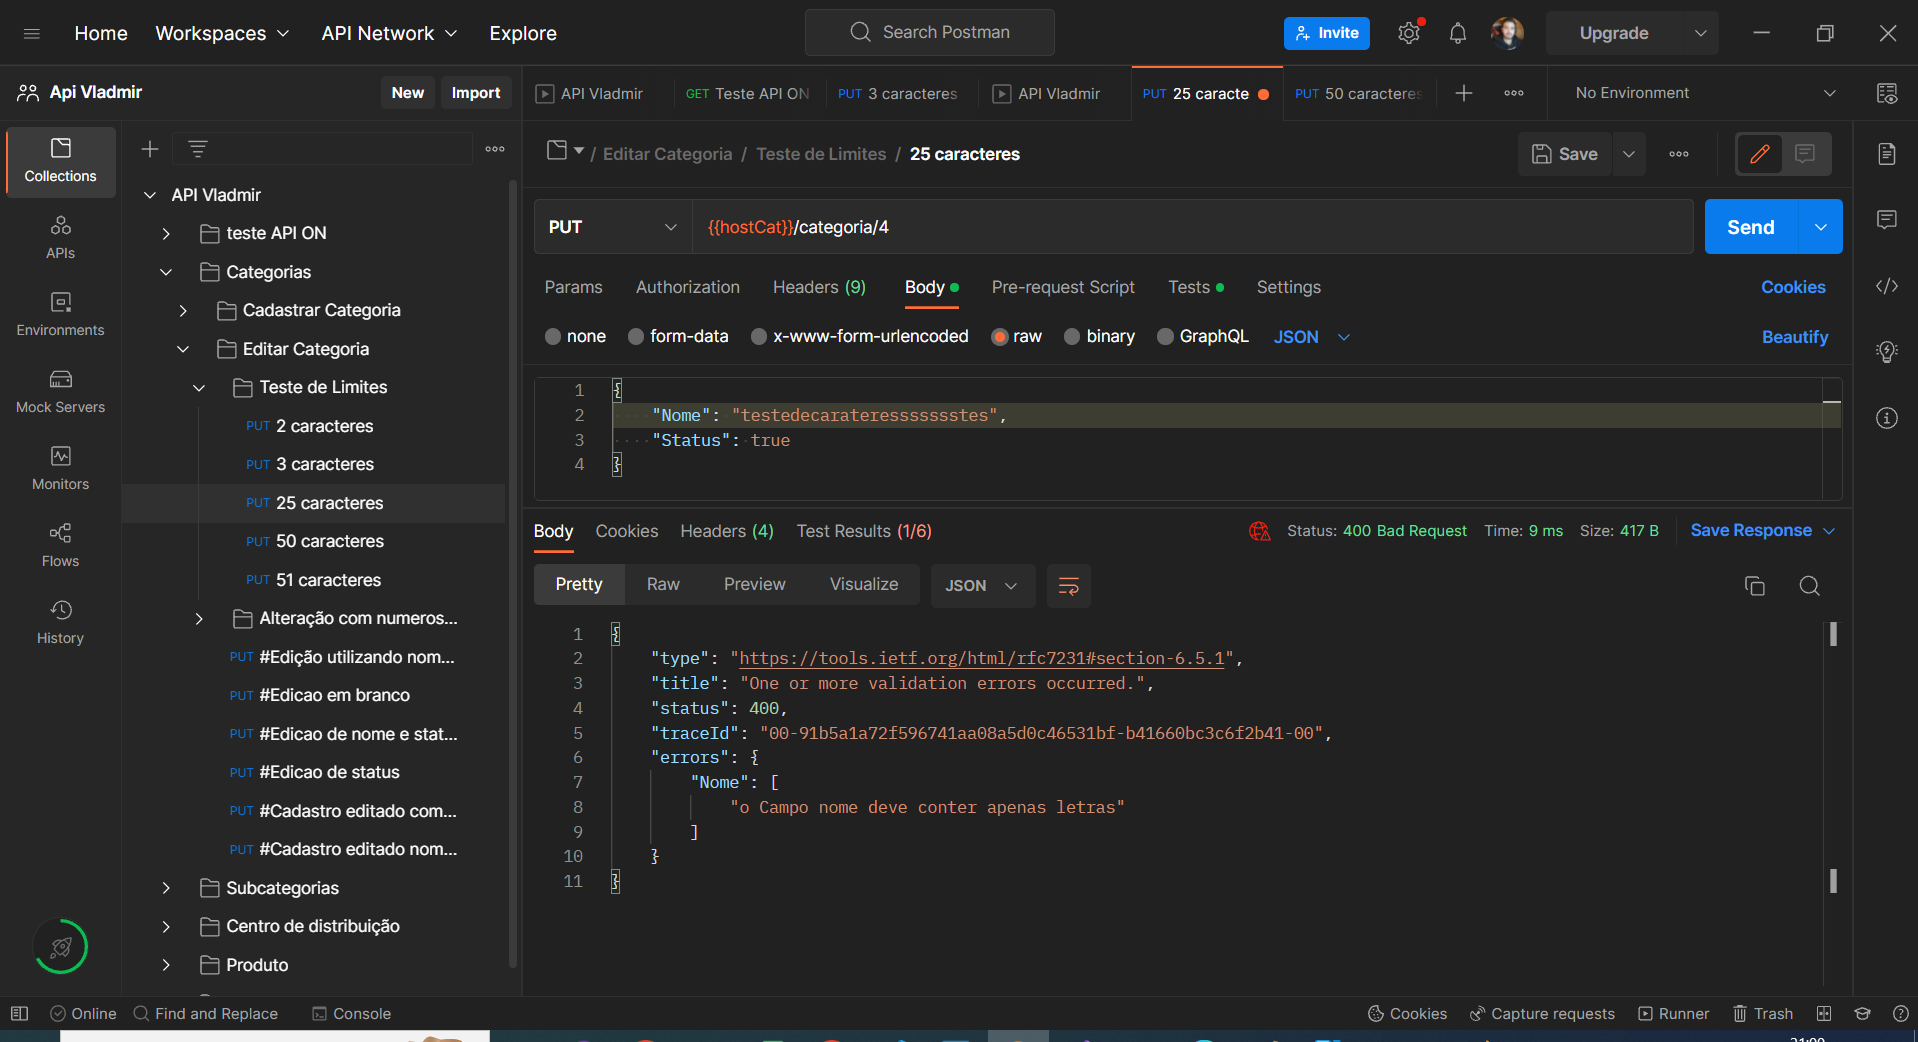 Home Workspaces API Network Explore Search Postman Invite Upgrade
Api Vladmir New Import
API Vladmir GET Teste API ON PUT 3 caracteres API Vladmir PUT 25 caracte PUT 50 caracteres No Environment
Collections
APIs
Environments
Mock Servers
Monitors
Flows
History
API Vladmir
teste API ON
Categorias
Cadastrar Categoria
Editar Categoria
Teste de Limites
PUT 2 caracteres
PUT 3 caracteres
PUT 25 caracteres
PUT 50 caracteres
PUT 51 caracteres
Alteração com numeros...
PUT #Edição utilizando nom...
PUT #Edicao em branco
PUT #Edicao de nome e stat...
PUT #Edicao de status
PUT #Cadastro editado com...
PUT #Cadastro editado nom...
Subcategorias
Centro de distribuição
Produto
/ Editar Categoria / Teste de Limites / 25 caracteres Save
PUT {{hostCat}}/categoria/4 Send
Params Authorization Headers (9) Body Pre-request Script Tests Settings Cookies
none form-data x-www-form-urlencoded raw binary GraphQL JSON Beautify
1 {
2 "Nome": "testedecarateressssssstes",
3 "Status": true
4 }
Body Cookies Headers (4) Test Results (1/6) Status: 400 Bad Request Time: 9 ms Size: 417 B Save Response
Pretty Raw Preview Visualize JSON
1 {
2 "type": "https://tools.ietf.org/html/rfc7231#section-6.5.1",
3 "title": "One or more validation errors occurred.",
4 "status": 400,
5 "traceId": "00-91b5a1a72f596741aa08a5d0c46531bf-b41660bc3c6f2b41-00",
6 "errors": {
7 "Nome": [
8 "o Campo nome deve conter apenas letras"
9 ]
10 }
11 }
Online Find and Replace Console Cookies Capture requests Runner Trash